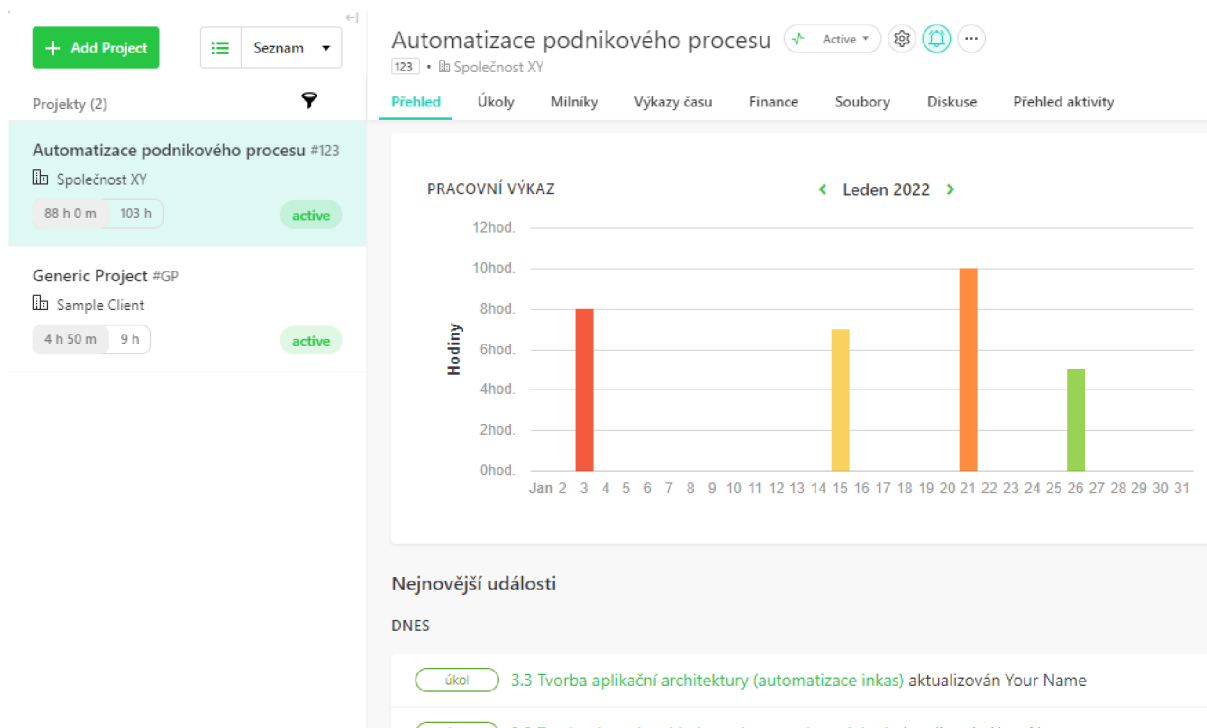 + Add Project
Seznam
Projekty (2)
Automatizace podnikového procesu #123
Společnost XY
88 h 0 m 103 h
active
Generic Project #GP
Sample Client
4 h 50 m 9 h
active
Automatizace podnikového procesu Active
123 • Společnost XY
Přehled Úkoly Milníky Výkazy času Finance Soubory Diskuse Přehled aktivity
PRACOVNÍ VÝKAZ
Leden 2022
12hod.
10hod.
8hod.
6hod.
4hod.
2hod.
0hod.
Hodiny
Jan 2 3 4 5 6 7 8 9 10 11 12 13 14 15 16 17 18 19 20 21 22 23 24 25 26 27 28 29 30 31
Nejnovější události
DNES
úkol 3.3 Tvorba aplikační architektury (automatizace inkas) aktualizován Your Name